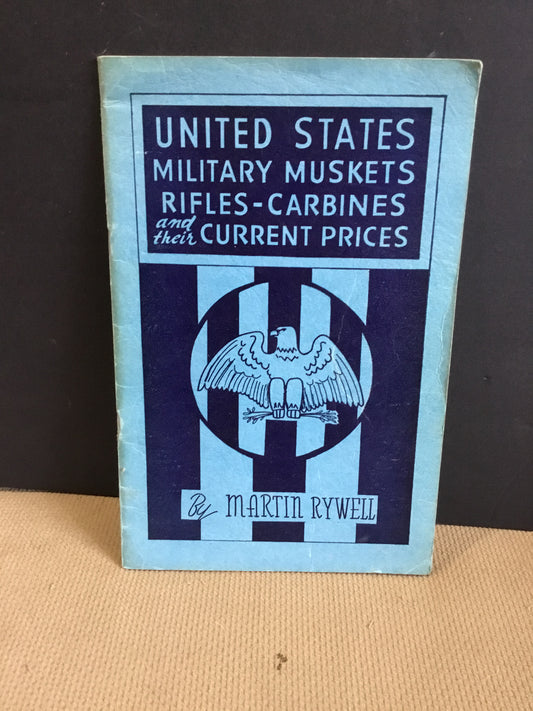 UNITED STATES
MILITARY MUSKETS
RIFLES-CARBINES
and their CURRENT PRICES
By MARTIN RYWELL